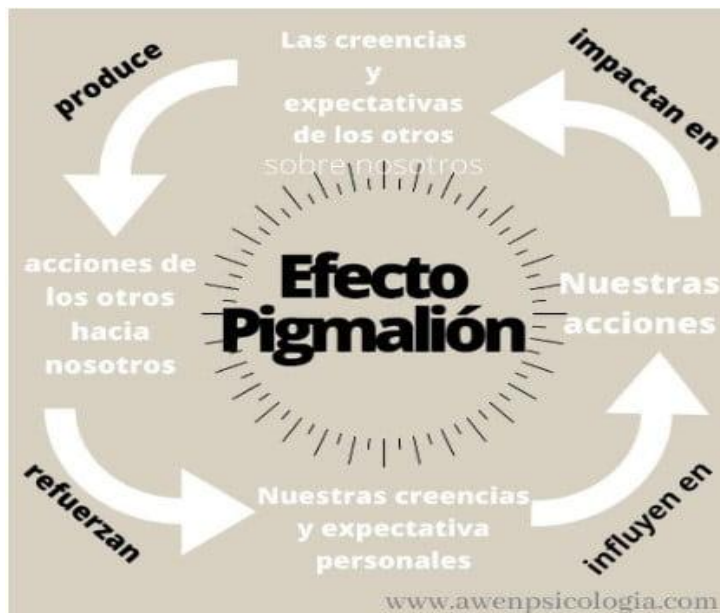 Las creencias
y
expectativas
de los otros
sobre nosotros
produce
acciones de
los otros
hacia
nosotros
refuerzan
Nuestras creencias
y expectativa
personales
influyen en
Nuestras
acciones
impactan en
Efecto
Pigmalión
www.awenpsicologia.com